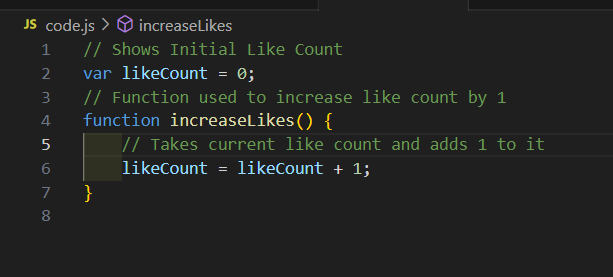 JS code.js > increaseLikes
1 // Shows Initial Like Count
2 var likeCount = 0;
3 // Function used to increase like count by 1
4 function increaseLikes() {
5     // Takes current like count and adds 1 to it
6     likeCount = likeCount + 1;
7 }
8